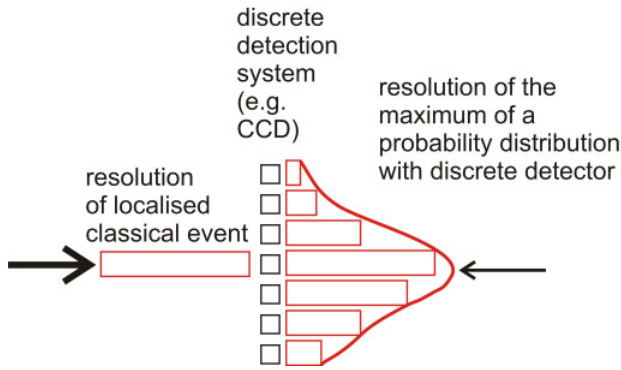 discrete
detection
system
(e.g.
CCD)
resolution of the
maximum of a
probability distribution
with discrete detector
resolution
of localised
classical event